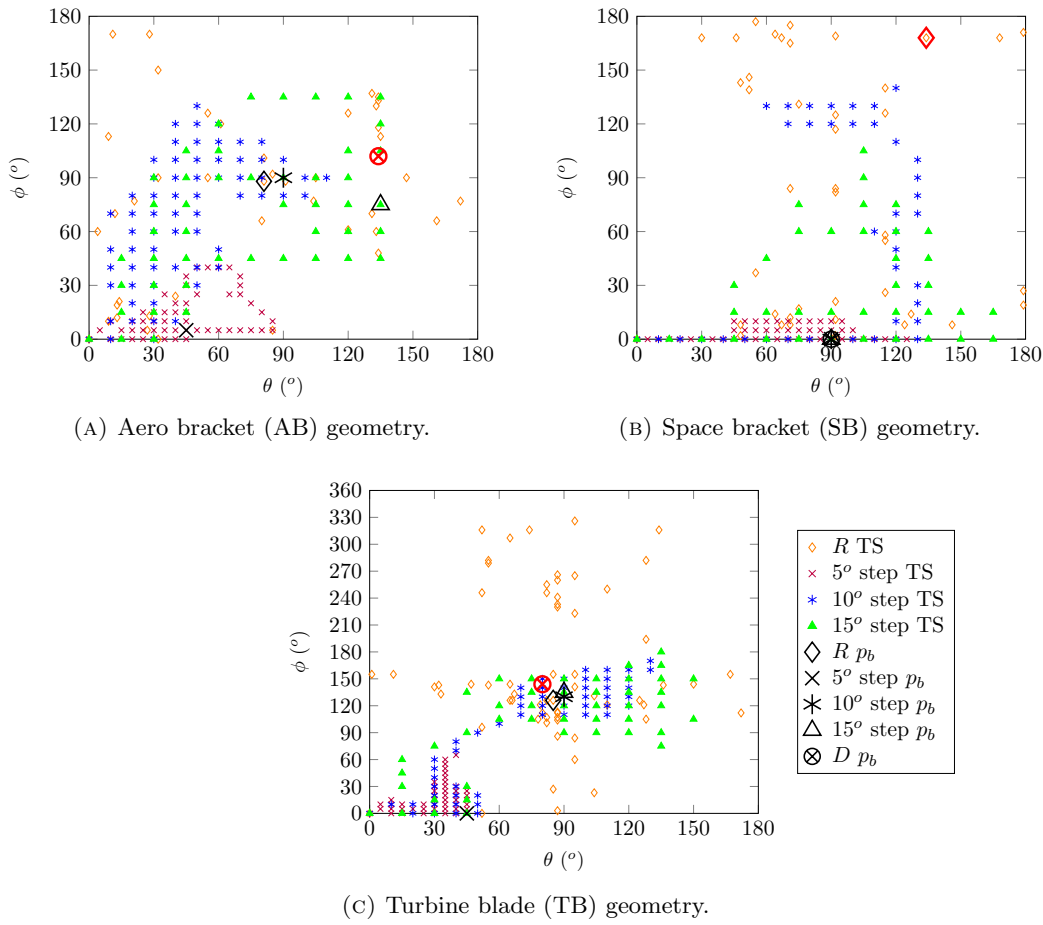 180
150
120
90
60
30
0
ϕ (°)
0 30 60 90 120 150 180
θ (°)
(A) Aero bracket (AB) geometry.
180
150
120
90
60
30
0
ϕ (°)
0 30 60 90 120 150 180
θ (°)
(B) Space bracket (SB) geometry.
360
330
300
270
240
210
180
150
120
90
60
30
0
ϕ (°)
0 30 60 90 120 150 180
θ (°)
R TS
5° step TS
10° step TS
15° step TS
R p_b
5° step p_b
10° step p_b
15° step p_b
D p_b
(C) Turbine blade (TB) geometry.